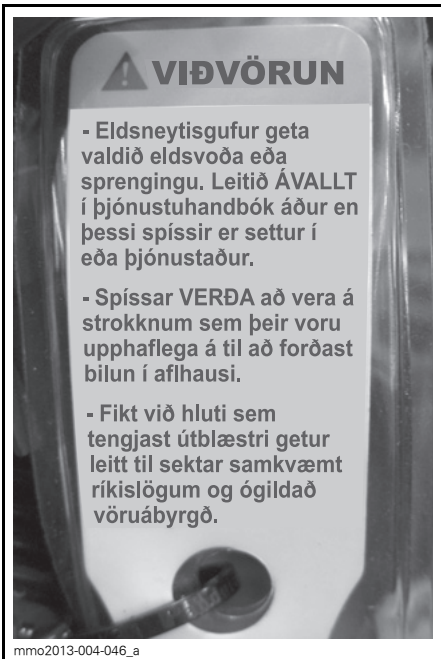 VIÐVÖRUN
- Eldsneytisgufur geta
valdið eldsvoða eða
sprengingu. Leitið ÁVALLT
í þjónustuhandbók áður en
þessi spíssir er settur í
eða þjónustaður.
- Spíssar VERÐA að vera á
strokknum sem þeir voru
upphaflega á til að forðast
bilun í aflhausi.
- Fikt við hluti sem
tengjast útblæstri getur
leitt til sektar samkvæmt
ríkislögum og ógildað
vöruábyrgð.
mmo2013-004-046_a